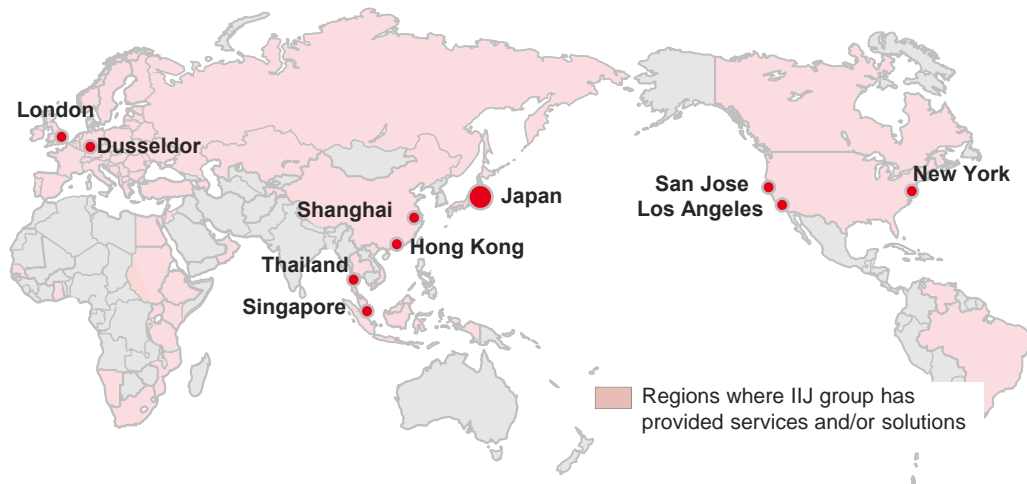 London
Dusseldor
New York
San Jose
Japan
Los Angeles
Shanghai
Hong Kong
Thailand
Singapore
Regions where IIJ group has
provided services and/or solutions